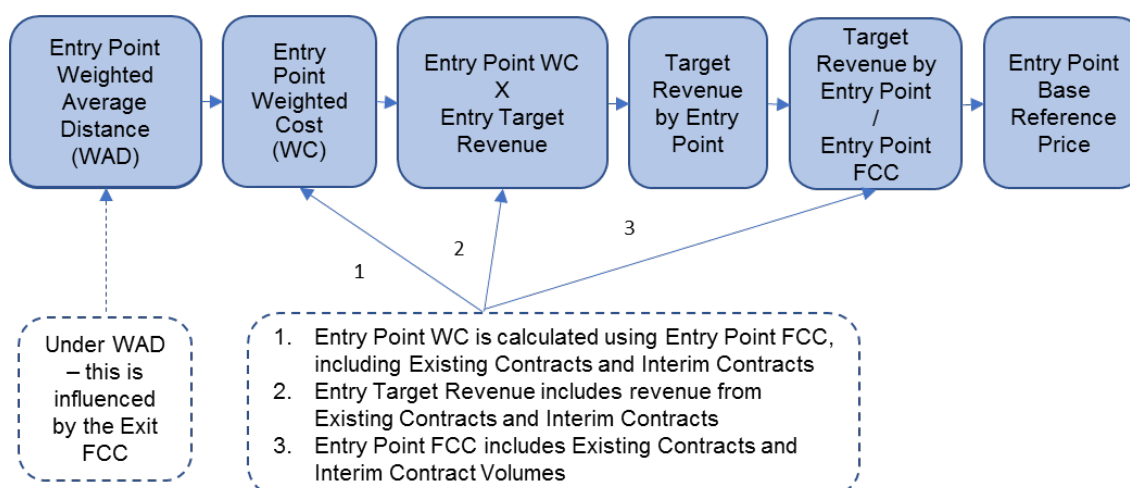 Entry Point
Weighted
Average
Distance
(WAD)
Entry
Point
Weighted
Cost
(WC)
Entry Point WC
X
Entry Target
Revenue
Target
Revenue
by Entry
Point
Target
Revenue by
Entry Point
/
Entry Point
FCC
Entry Point
Base
Reference
Price
1
2
3
Under WAD
– this is
influenced
by the Exit
FCC
1. Entry Point WC is calculated using Entry Point FCC,
including Existing Contracts and Interim Contracts
2. Entry Target Revenue includes revenue from
Existing Contracts and Interim Contracts
3. Entry Point FCC includes Existing Contracts and
Interim Contract Volumes